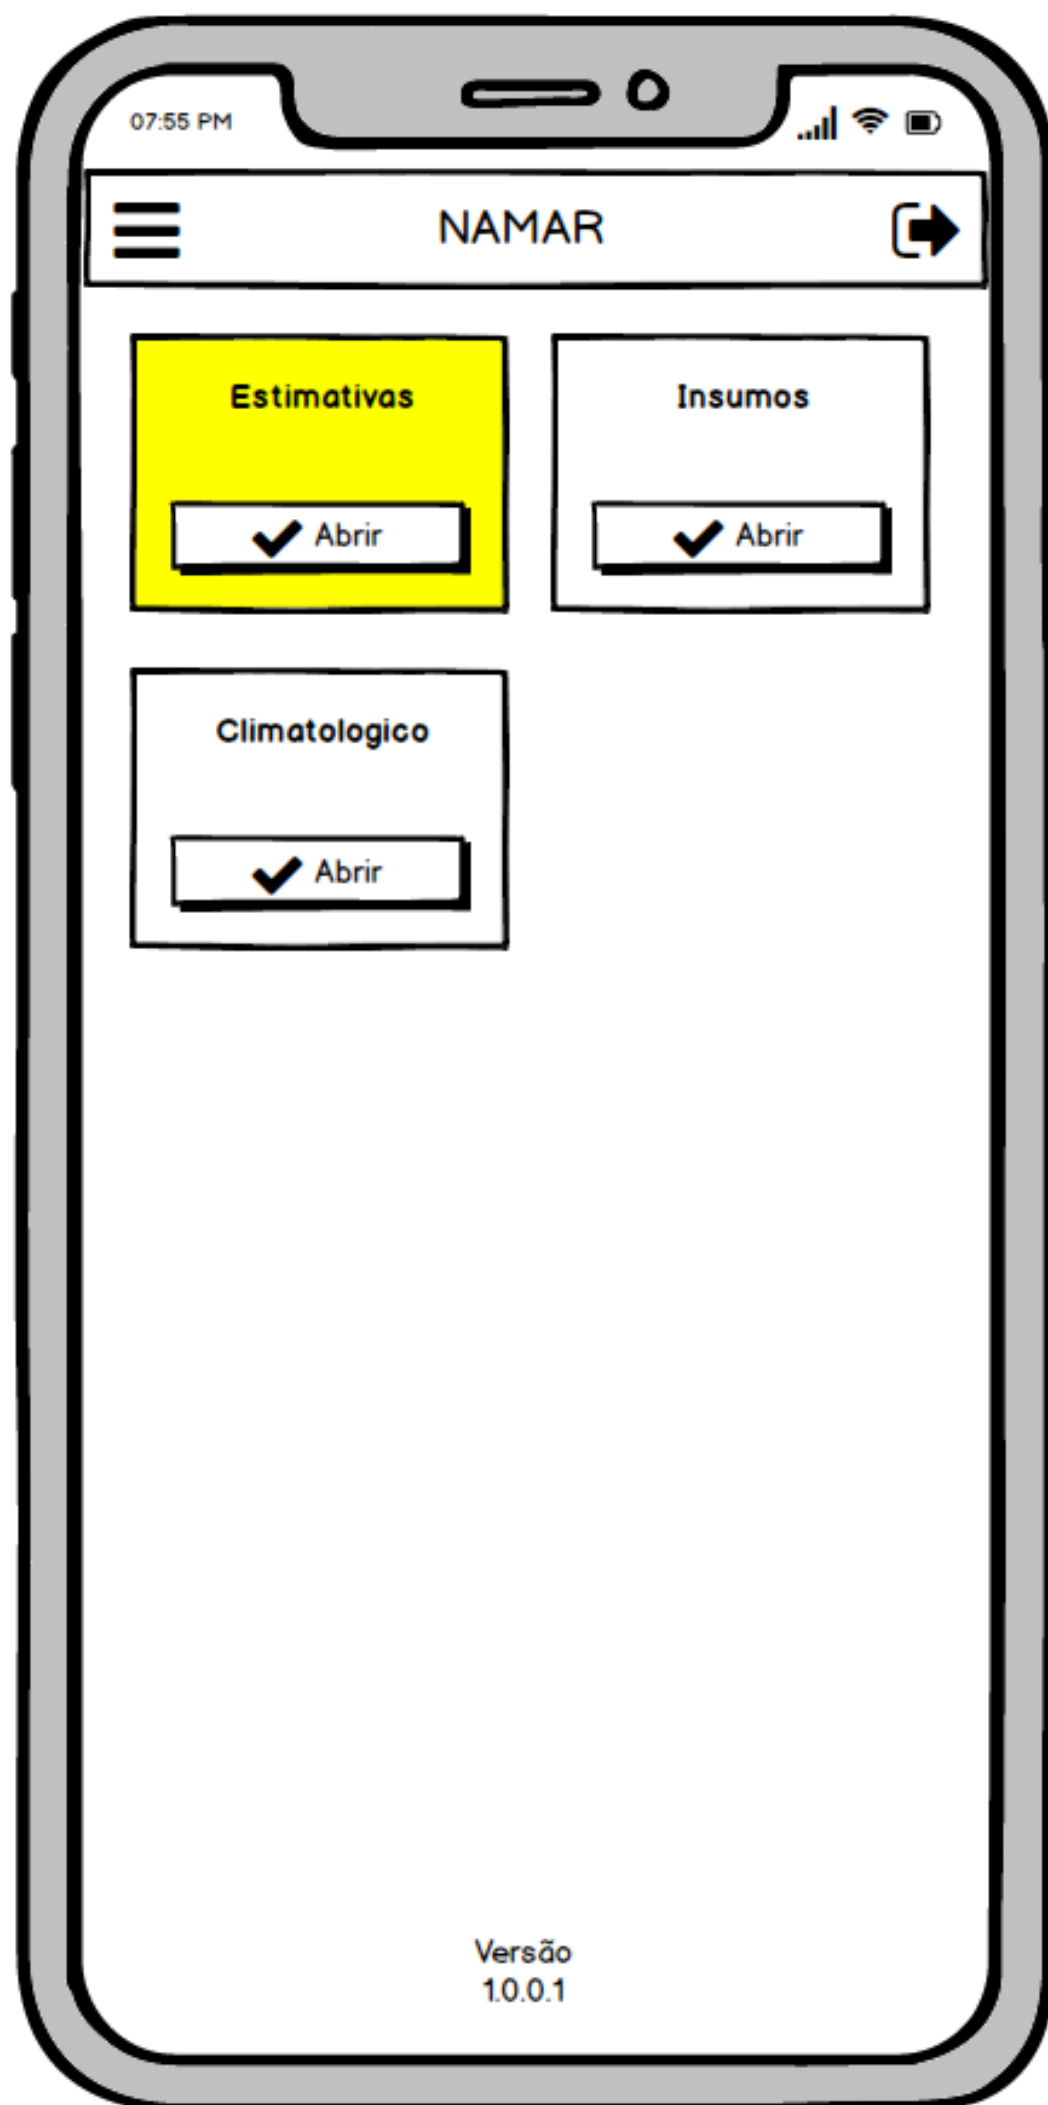 07:55 PM
NAMAR
Estimativas
Insumos
Abrir
Abrir
Climatologico
Abrir
Versão
1.0.0.1